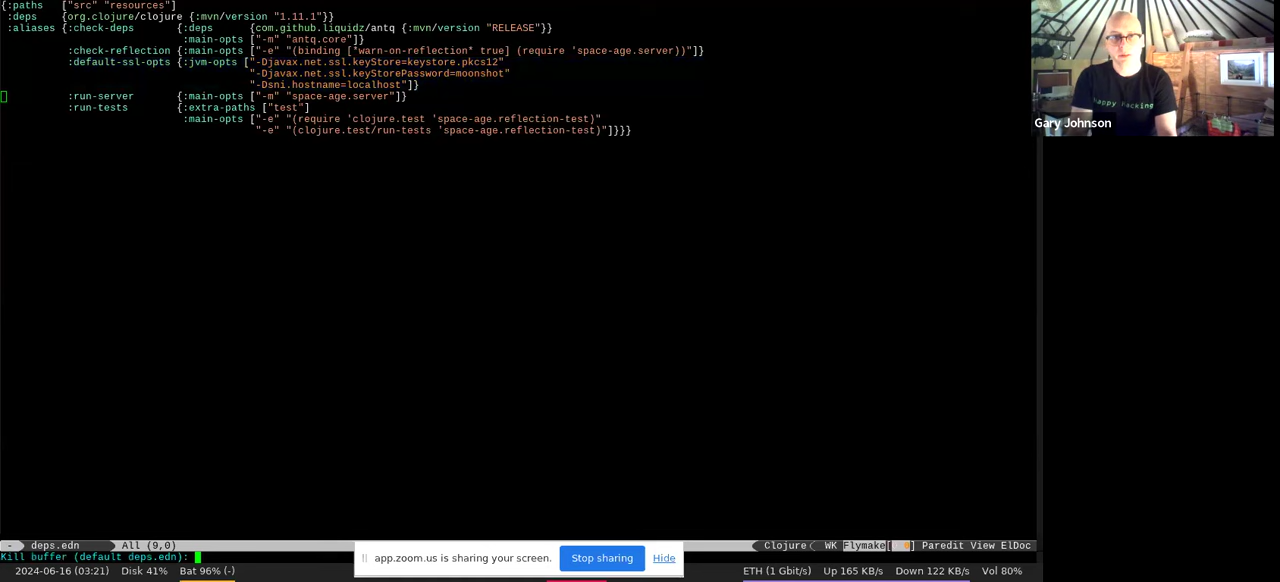 {:paths   ["src" "resources"]
 :deps    {org.clojure/clojure {:mvn/version "1.11.1"}}
 :aliases {:check-deps       {:deps      {com.github.liquidz/antq {:mvn/version "RELEASE"}}
                              :main-opts ["-m" "antq.core"]}
           :check-reflection {:main-opts ["-e" "(binding [*warn-on-reflection* true] (require 'space-age.server))"]}
           :default-ssl-opts {:jvm-opts ["-Djavax.net.ssl.keyStore=keystore.pkcs12"
                                         "-Djavax.net.ssl.keyStorePassword=moonshot"
                                         "-Dsni.hostname=localhost"]}
           :run-server       {:main-opts ["-m" "space-age.server"]}
           :run-tests        {:extra-paths ["test"]
                              :main-opts ["-e" "(require 'clojure.test 'space-age.reflection-test)"
                                          "-e" "(clojure.test/run-tests 'space-age.reflection-test)"]}}}
happy hacking
Gary Johnson
- deps.edn All (9,0) Clojure WK Flymake[ 0] Paredit View ElDoc
Kill buffer (default deps.edn):
app.zoom.us is sharing your screen. Stop sharing Hide
2024-06-16 (03:21) Disk 41% Bat 96% (-) ETH (1 Gbit/s) Up 165 KB/s Down 122 KB/s Vol 80%